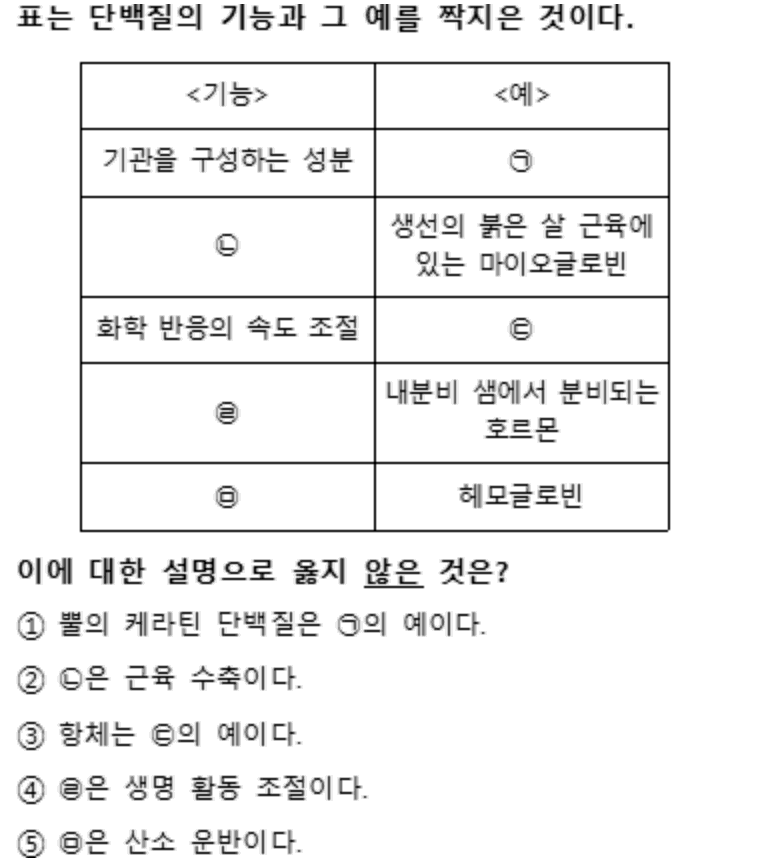 표는 단백질의 기능과 그 예를 짝지은 것이다.
<기능> <예>
기관을 구성하는 성분 ㉠
㉡ 생선의 붉은 살 근육에
있는 마이오글로빈
화학 반응의 속도 조절 ㉢
㉣ 내분비 샘에서 분비되는
호르몬
㉤ 헤모글로빈
이에 대한 설명으로 옳지 않은 것은?
① 뿔의 케라틴 단백질은 ㉠의 예이다.
② ㉡은 근육 수축이다.
③ 항체는 ㉢의 예이다.
④ ㉣은 생명 활동 조절이다.
⑤ ㉤은 산소 운반이다.